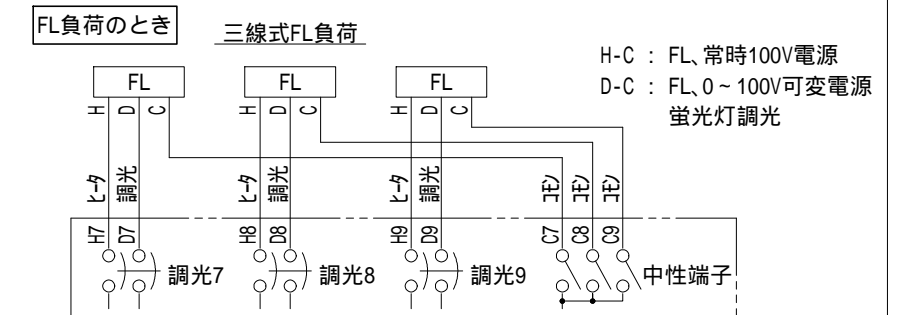 FL負荷のとき
三線式FL負荷
H-C : FL、常時100V電源
D-C : FL、0~100V可変電源
蛍光灯調光
FL FL FL
H D C H D C H D C
ヒータ 調光 ヒータ 調光 ヒータ 調光 コモン コモン コモン
H7 D7 H8 D8 H9 D9 C7 C8 C9
調光7 調光8 調光9 中性端子